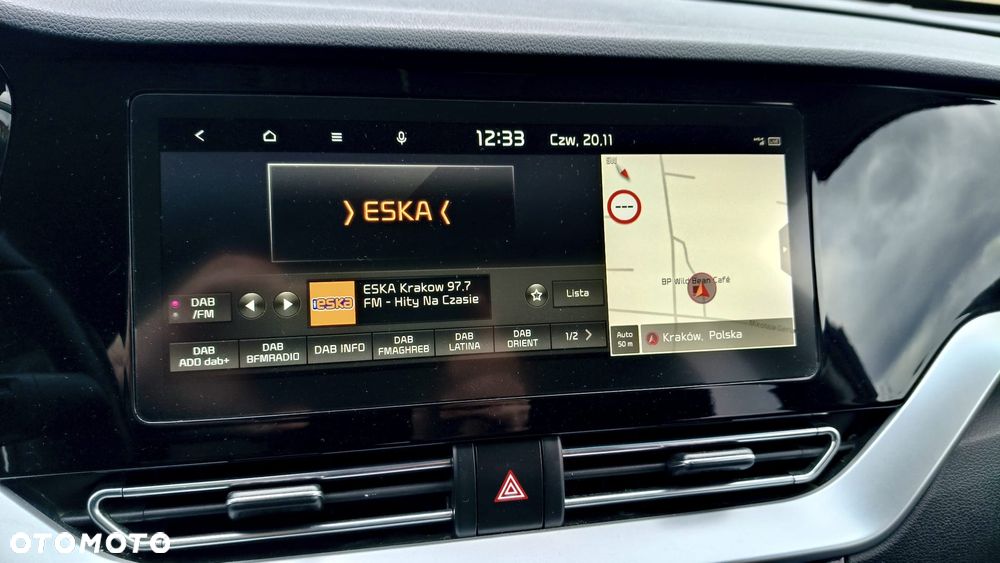 12:33
Czw, 20.11
ESKA
DAB
/FM
eska
ESKA Krakow 97.7
FM - Hity Na Czasie
Lista
DAB
ADO dab+
DAB
BFMRADIO
DAB INFO
DAB
FMAGHREB
DAB
LATINA
DAB
ORIENT
1/2
---
BP Wild Bean Café
Auto
50 m
Kraków, Polska
OTOMOTO